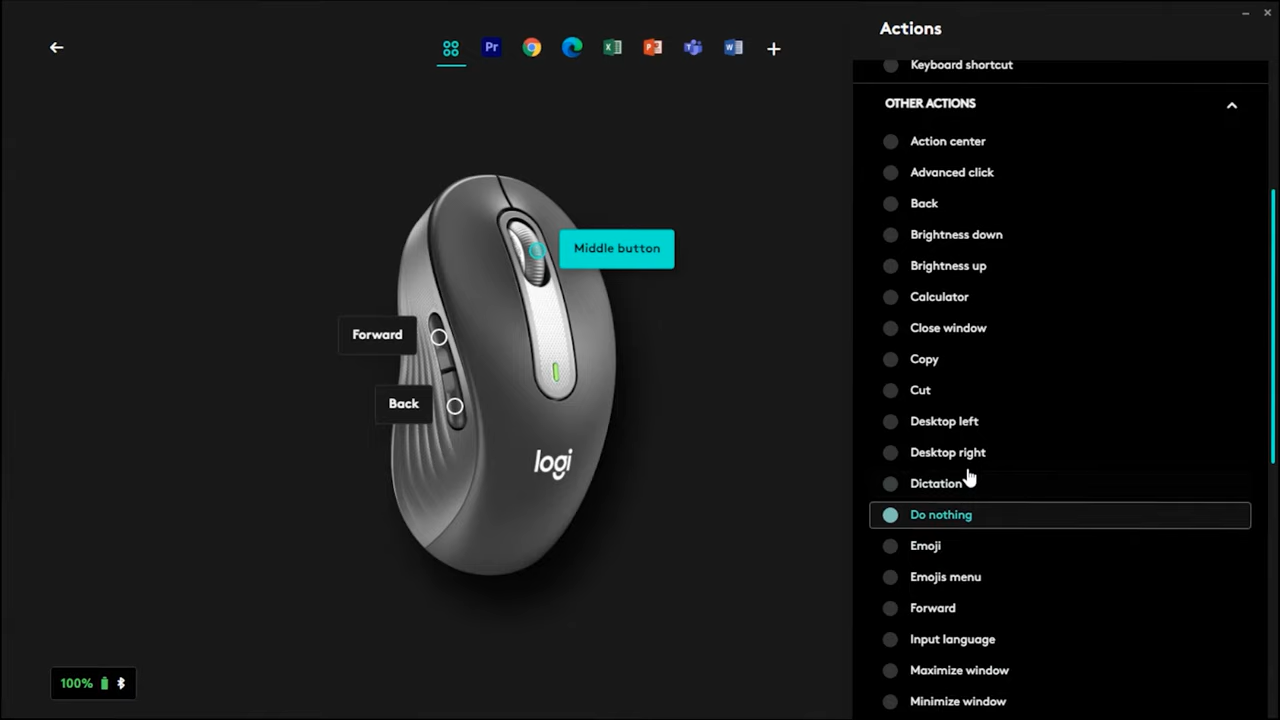 Pr
X
P
T
W
+
Middle button
Forward
Back
logi
100%
Actions
Keyboard shortcut
OTHER ACTIONS
Action center
Advanced click
Back
Brightness down
Brightness up
Calculator
Close window
Copy
Cut
Desktop left
Desktop right
Dictation
Do nothing
Emoji
Emojis menu
Forward
Input language
Maximize window
Minimize window